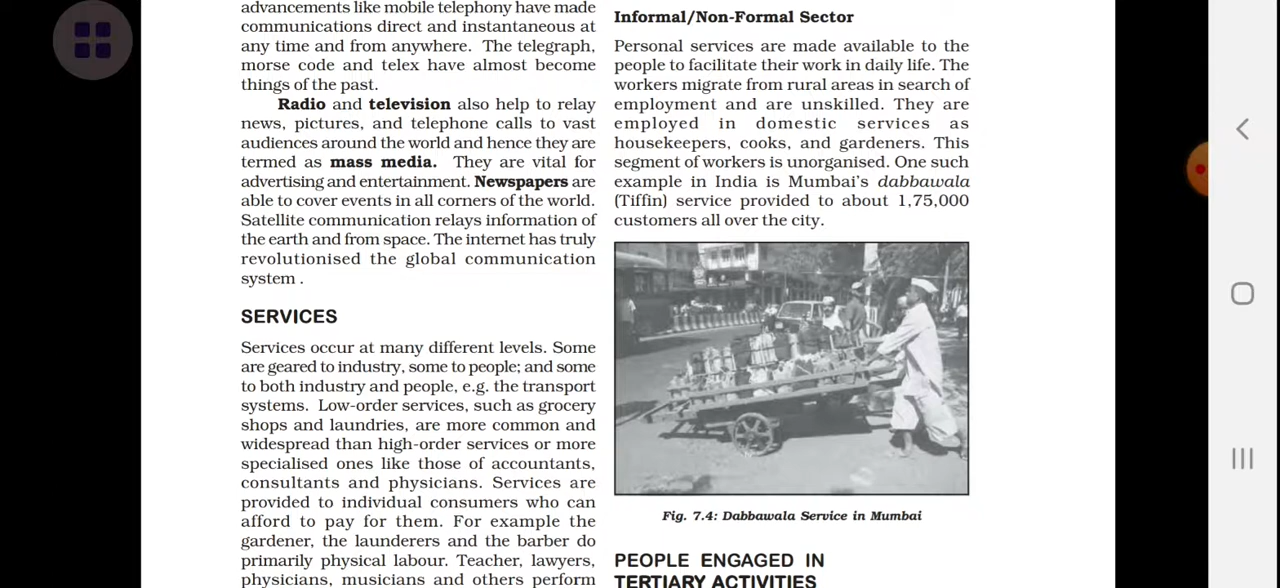 advancements like mobile telephony have made
communications direct and instantaneous at
any time and from anywhere. The telegraph,
morse code and telex have almost become
things of the past.
Radio and television also help to relay
news, pictures, and telephone calls to vast
audiences around the world and hence they are
termed as mass media. They are vital for
advertising and entertainment. Newspapers are
able to cover events in all corners of the world.
Satellite communication relays information of
the earth and from space. The internet has truly
revolutionised the global communication
system .
SERVICES
Services occur at many different levels. Some
are geared to industry, some to people; and some
to both industry and people, e.g. the transport
systems. Low-order services, such as grocery
shops and laundries, are more common and
widespread than high-order services or more
specialised ones like those of accountants,
consultants and physicians. Services are
provided to individual consumers who can
afford to pay for them. For example the
gardener, the launderers and the barber do
primarily physical labour. Teacher, lawyers,
physicians, musicians and others perform
Informal/Non-Formal Sector
Personal services are made available to the
people to facilitate their work in daily life. The
workers migrate from rural areas in search of
employment and are unskilled. They are
employed in domestic services as
housekeepers, cooks, and gardeners. This
segment of workers is unorganised. One such
example in India is Mumbai's dabbawala
(Tiffin) service provided to about 1,75,000
customers all over the city.
Fig. 7.4: Dabbawala Service in Mumbai
PEOPLE ENGAGED IN
TERTIARY ACTIVITIES